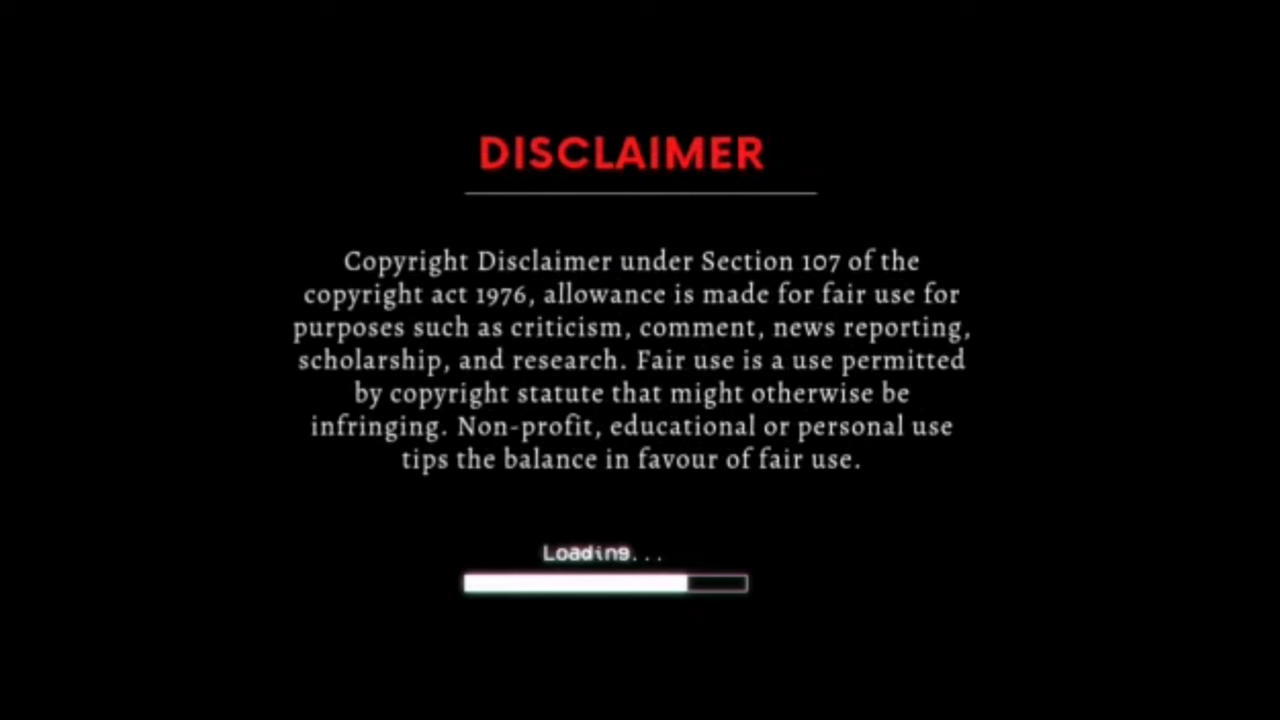 DISCLAIMER
Copyright Disclaimer under Section 107 of the
copyright act 1976, allowance is made for fair use for
purposes such as criticism, comment, news reporting,
scholarship, and research. Fair use is a use permitted
by copyright statute that might otherwise be
infringing. Non-profit, educational or personal use
tips the balance in favour of fair use.
Loading...